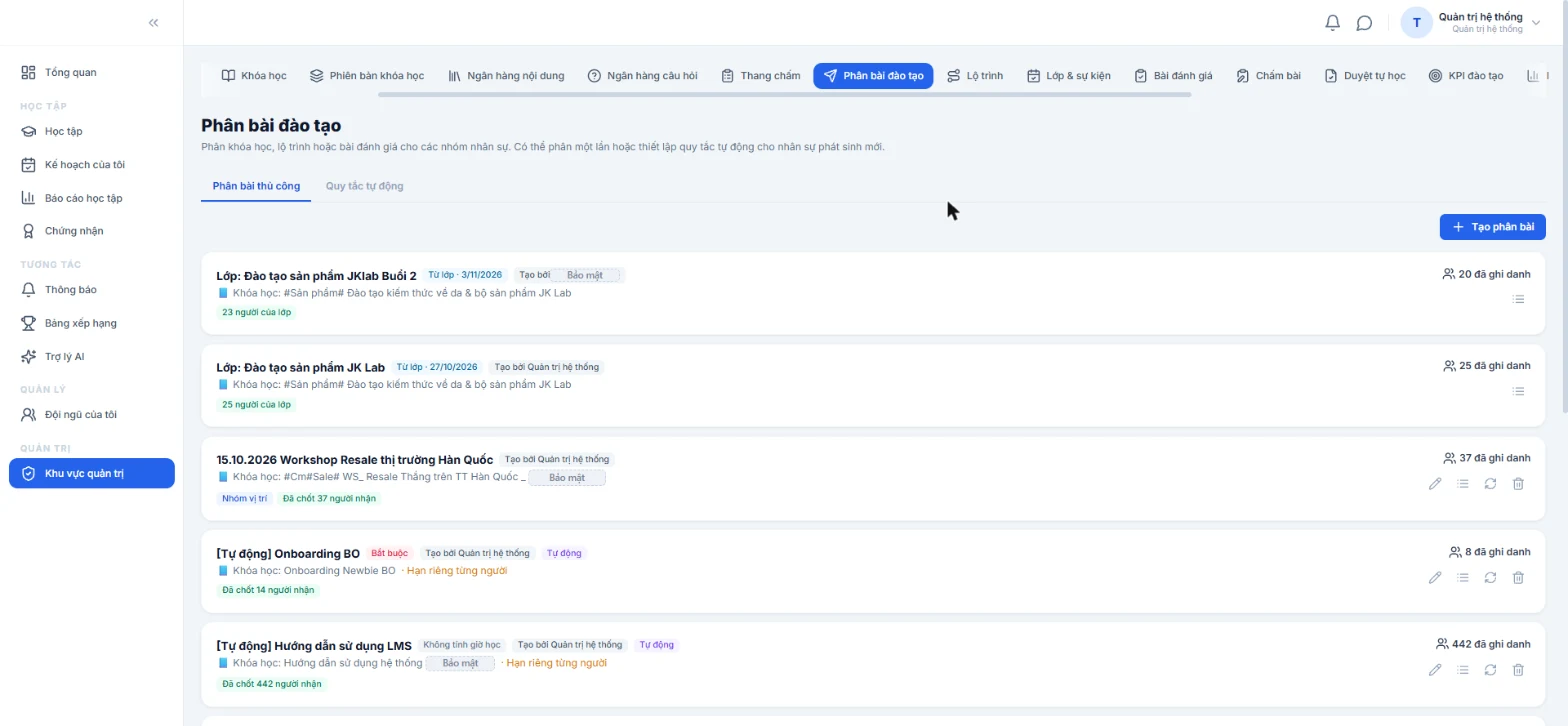 T
Quản trị hệ thống
Quản trị hệ thống
Tổng quan
HỌC TẬP
Học tập
Kế hoạch của tôi
Báo cáo học tập
Chứng nhận
TƯƠNG TÁC
Thông báo
Bảng xếp hạng
Trợ lý AI
QUẢN LÝ
Đội ngũ của tôi
QUẢN TRỊ
Khu vực quản trị
Khóa học
Phiên bản khóa học
Ngân hàng nội dung
Ngân hàng câu hỏi
Thang chấm
Phân bài đào tạo
Lộ trình
Lớp & sự kiện
Bài đánh giá
Chấm bài
Duyệt tự học
KPI đào tạo
Phân bài đào tạo
Phân khóa học, lộ trình hoặc bài đánh giá cho các nhóm nhân sự. Có thể phân một lần hoặc thiết lập quy tắc tự động cho nhân sự phát sinh mới.
Phân bài thủ công
Quy tắc tự động
Tạo phân bài
Lớp: Đào tạo sản phẩm JKlab Buổi 2 Từ lớp · 3/11/2026 Tạo bởi Bảo mật
20 đã ghi danh
Khóa học: #Sản phẩm# Đào tạo kiếm thức về da & bộ sản phẩm JK Lab
23 người của lớp
Lớp: Đào tạo sản phẩm JK Lab Từ lớp · 27/10/2026 Tạo bởi Quản trị hệ thống
25 đã ghi danh
Khóa học: #Sản phẩm# Đào tạo kiếm thức về da & bộ sản phẩm JK Lab
25 người của lớp
15.10.2026 Workshop Resale thị trường Hàn Quốc Tạo bởi Quản trị hệ thống
37 đã ghi danh
Khóa học: #Cm#Sale# WS_ Resale Thắng trên TT Hàn Quốc _ Bảo mật
Nhóm vị trí Đã chốt 37 người nhận
[Tự động] Onboarding BO Bắt buộc Tạo bởi Quản trị hệ thống Tự động
8 đã ghi danh
Khóa học: Onboarding Newbie BO · Hạn riêng từng người
Đã chốt 14 người nhận
[Tự động] Hướng dẫn sử dụng LMS Không tính giờ học Tạo bởi Quản trị hệ thống Tự động
442 đã ghi danh
Khóa học: Hướng dẫn sử dụng hệ thống Bảo mật · Hạn riêng từng người
Đã chốt 442 người nhận